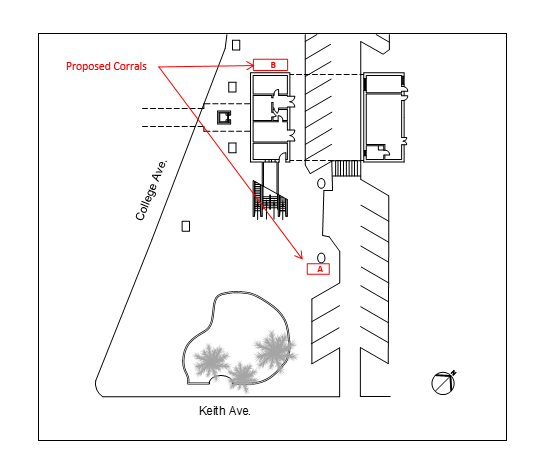 B
Proposed Corrals
College Ave.
A
N
Keith Ave.